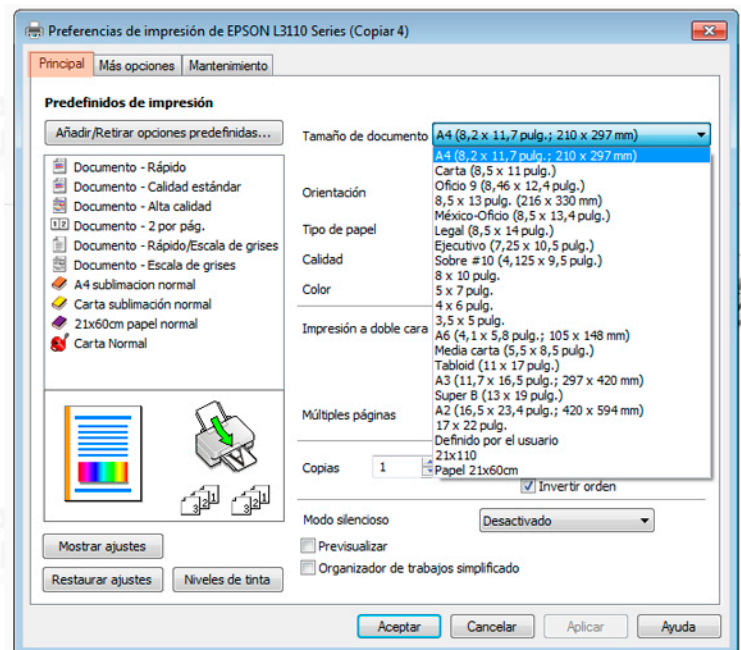 Preferencias de impresión de EPSON L3110 Series (Copiar 4)
Principal
Más opciones
Mantenimiento
Predefinidos de impresión
Añadir/Retirar opciones predefinidas...
Documento - Rápido
Documento - Calidad estándar
Documento - Alta calidad
Documento - 2 por pág.
Documento - Rápido/Escala de grises
Documento - Escala de grises
A4 sublimacion normal
Carta sublimación normal
21x60cm papel normal
Carta Normal
Mostrar ajustes
Restaurar ajustes
Niveles de tinta
Tamaño de documento
A4 (8,2 x 11,7 pulg.; 210 x 297 mm)
A4 (8,2 x 11,7 pulg.; 210 x 297 mm)
Carta (8,5 x 11 pulg.)
Oficio 9 (8,46 x 12,4 pulg.)
8,5 x 13 pulg. (216 x 330 mm)
México-Oficio (8,5 x 13,4 pulg.)
Legal (8,5 x 14 pulg.)
Ejecutivo (7,25 x 10,5 pulg.)
Sobre #10 (4,125 x 9,5 pulg.)
8 x 10 pulg.
5 x 7 pulg.
4 x 6 pulg.
3,5 x 5 pulg.
A6 (4,1 x 5,8 pulg.; 105 x 148 mm)
Media carta (5,5 x 8,5 pulg.)
Tabloid (11 x 17 pulg.)
A3 (11,7 x 16,5 pulg.; 297 x 420 mm)
Super B (13 x 19 pulg.)
A2 (16,5 x 23,4 pulg.; 420 x 594 mm)
17 x 22 pulg.
Definido por el usuario
21x110
Papel 21x60cm
Orientación
Tipo de papel
Calidad
Color
Impresión a doble cara
Múltiples páginas
Copias
1
Invertir orden
Modo silencioso
Desactivado
Previsualizar
Organizador de trabajos simplificado
Aceptar
Cancelar
Aplicar
Ayuda